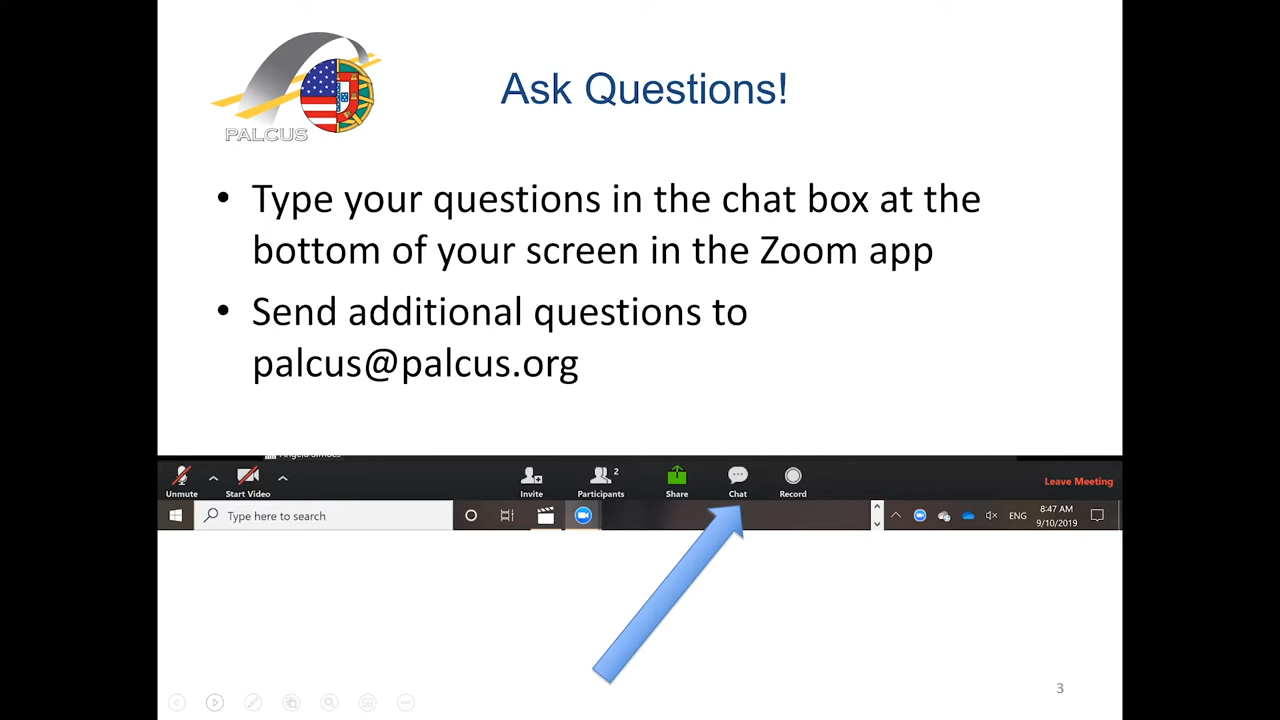 PALCUS
Ask Questions!
• Type your questions in the chat box at the
bottom of your screen in the Zoom app
• Send additional questions to
palcus@palcus.org
Unmute
Start Video
Invite
Participants 2
Share
Chat
Record
Leave Meeting
Type here to search
ENG
8:47 AM
9/10/2019
3